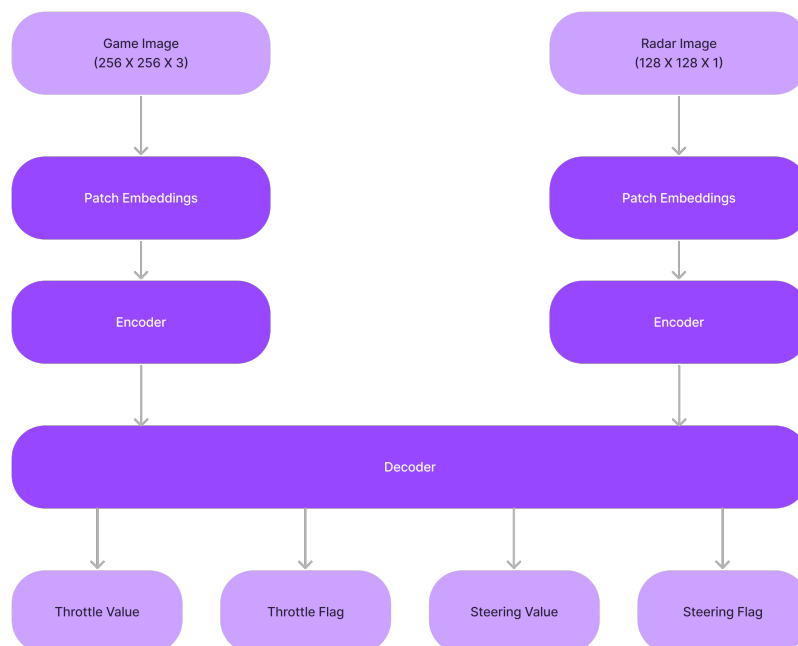 Game Image
(256 X 256 X 3)
Radar Image
(128 X 128 X 1)
Patch Embeddings
Patch Embeddings
Encoder
Encoder
Decoder
Throttle Value
Throttle Flag
Steering Value
Steering Flag